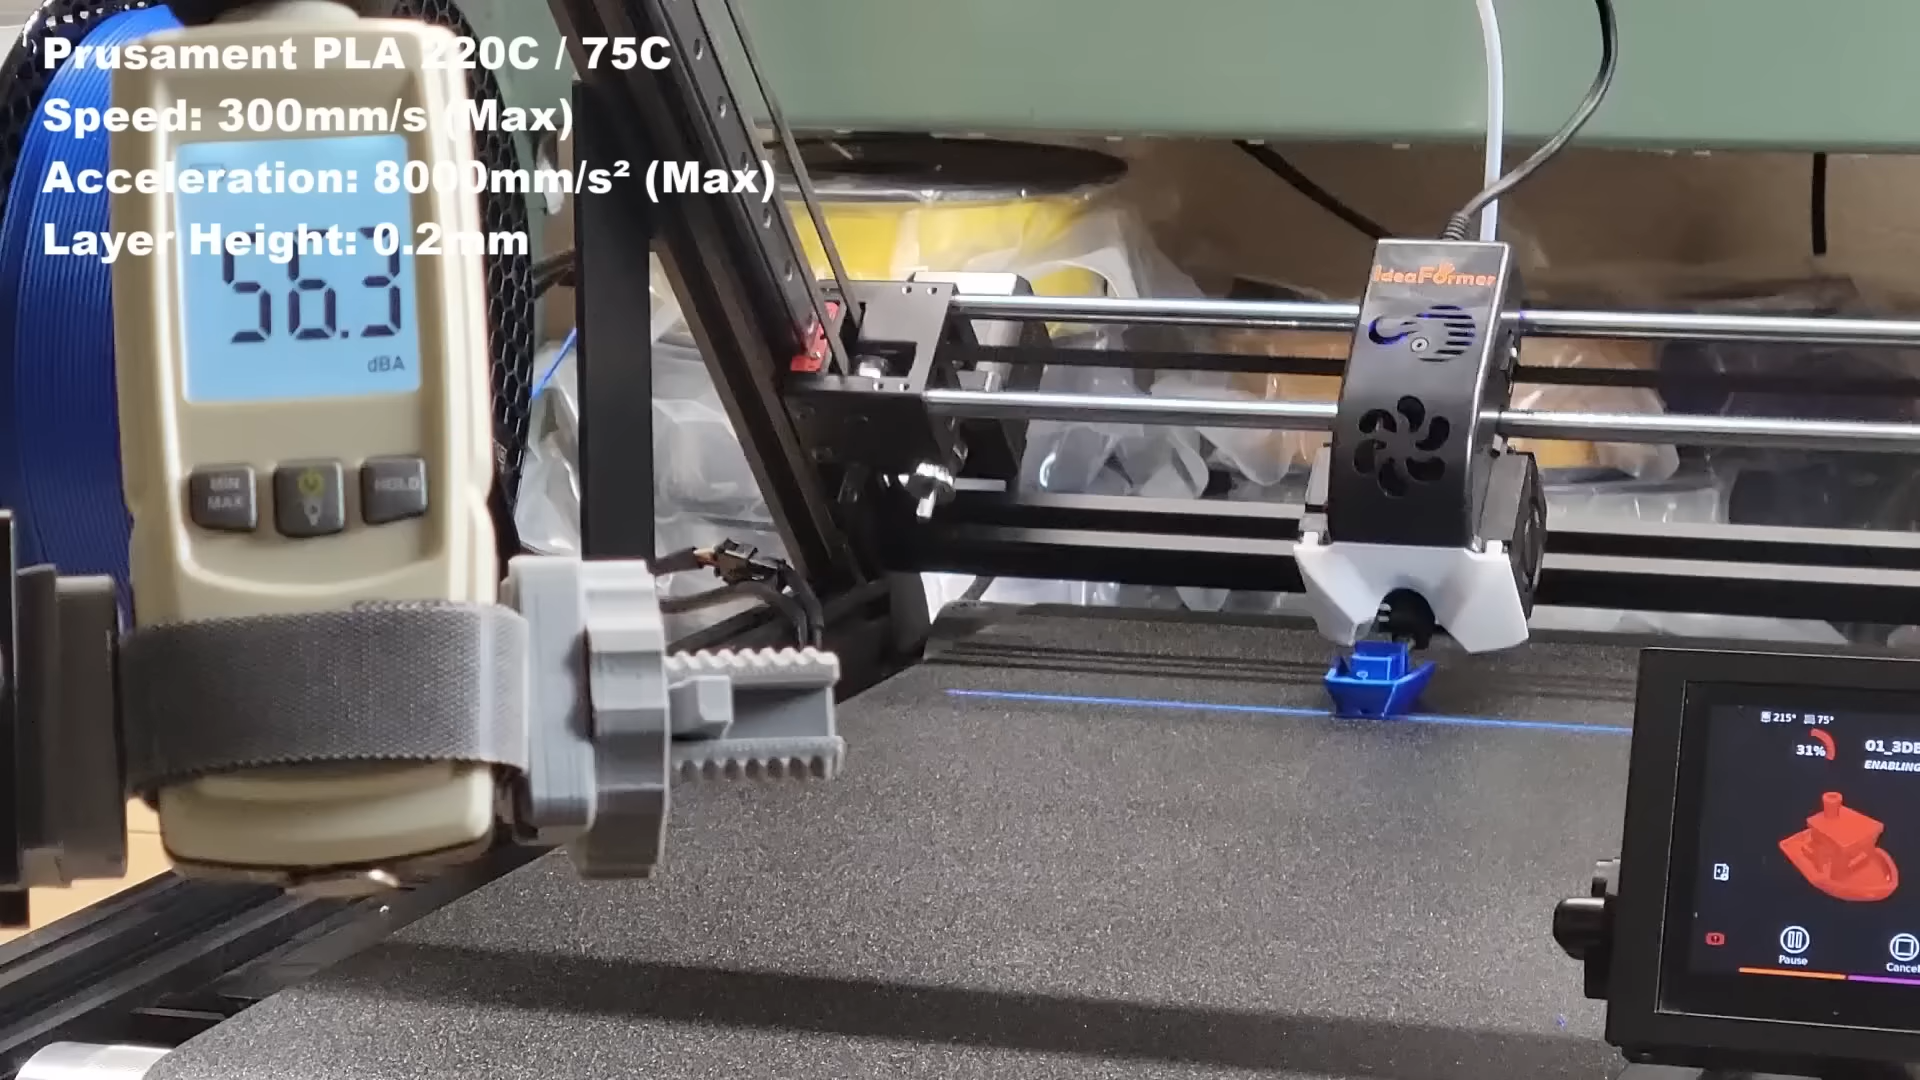 Prusament PLA 220C / 75C
Speed: 300mm/s (Max)
Acceleration: 8000mm/s² (Max)
Layer Height: 0.2mm
56.3
dBA
MIN
MAX
HOLD
IdeaFormer
215° 75°
31%
01_3DB
ENABLING
Pause
Cancel